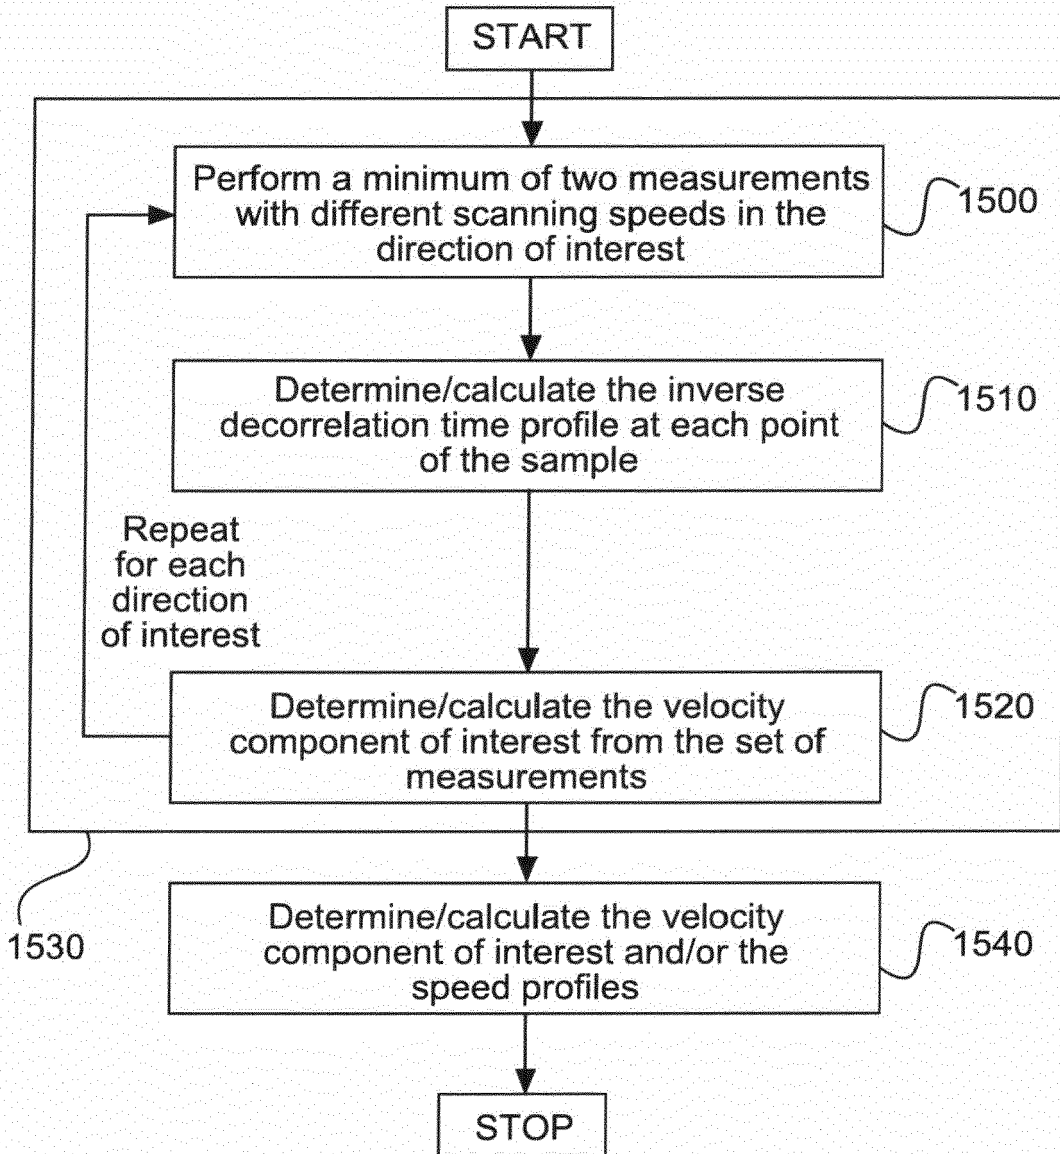 START
Perform a minimum of two measurements
with different scanning speeds in the
direction of interest
1500
Determine/calculate the inverse
decorrelation time profile at each point
of the sample
1510
Repeat
for each
direction
of interest
Determine/calculate the velocity
component of interest from the set of
measurements
1520
1530
Determine/calculate the velocity
component of interest and/or the
speed profiles
1540
STOP